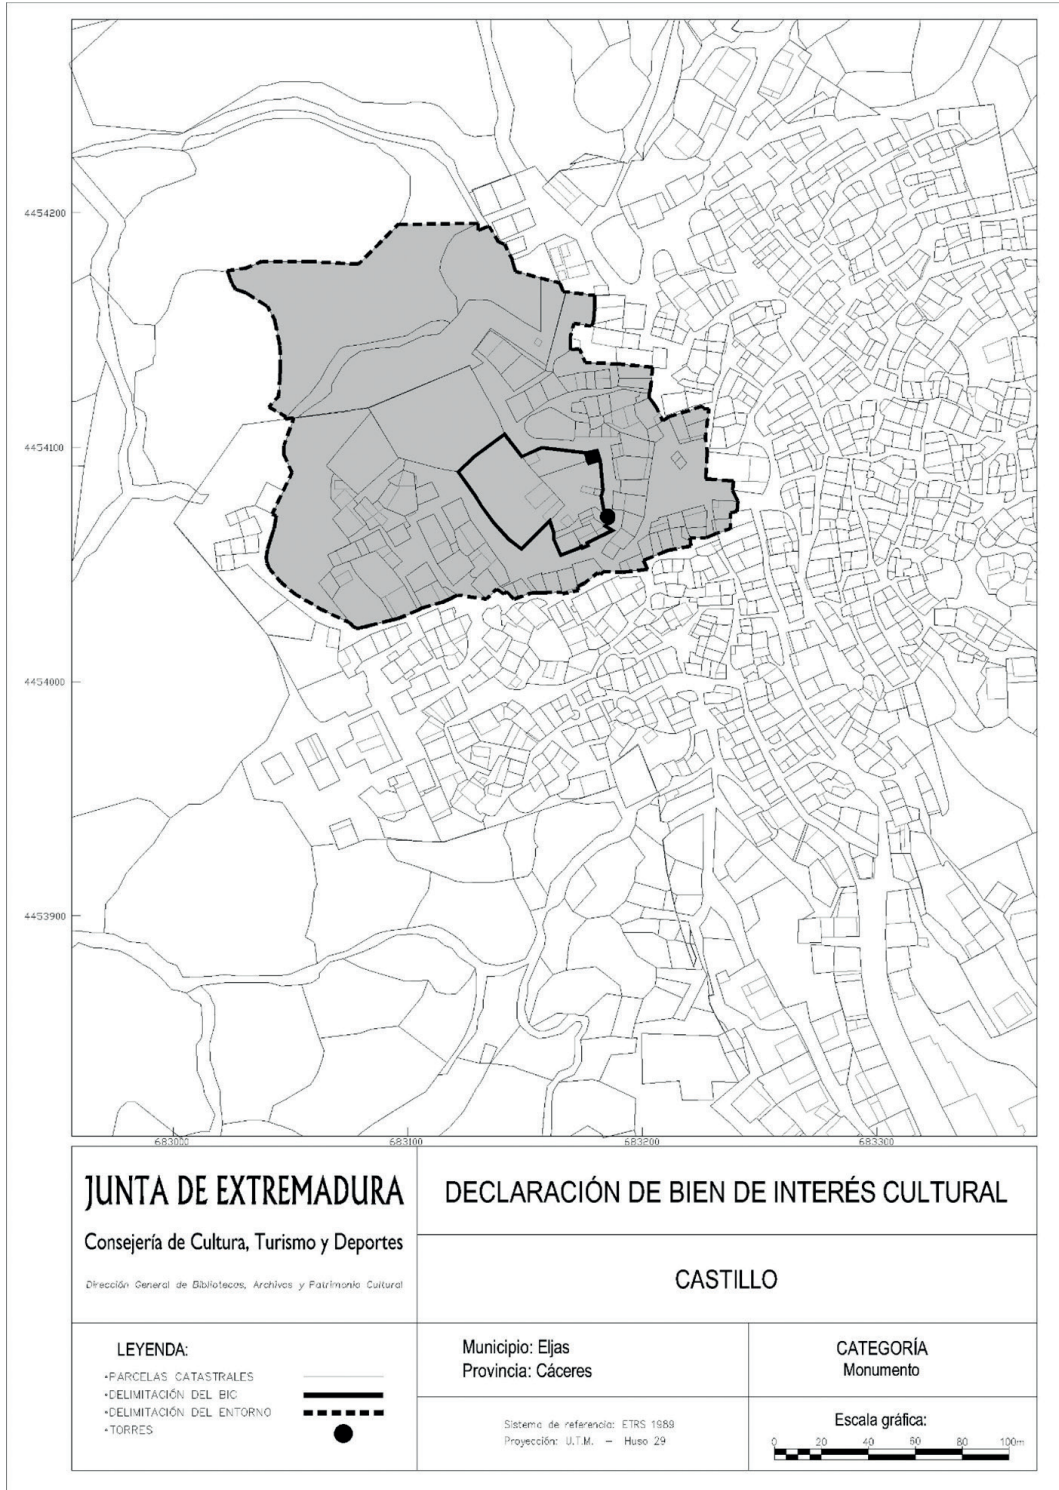 4454200
4454100
4454000
4453900
683000
683100
683200
683300
JUNTA DE EXTREMADURA
Consejería de Cultura, Turismo y Deportes
Dirección General de Bibliotecas, Archivos y Patrimonio Cultural
DECLARACIÓN DE BIEN DE INTERÉS CULTURAL
CASTILLO
LEYENDA:
•PARCELAS CATASTRALES
•DELIMITACIÓN DEL BIC
•DELIMITACIÓN DEL ENTORNO
•TORRES
Municipio: Eljas
Provincia: Cáceres
CATEGORÍA
Monumento
Sistema de referencia: ETRS 1989
Proyección: U.T.M. – Huso 29
Escala gráfica:
0 20 40 60 80 100m